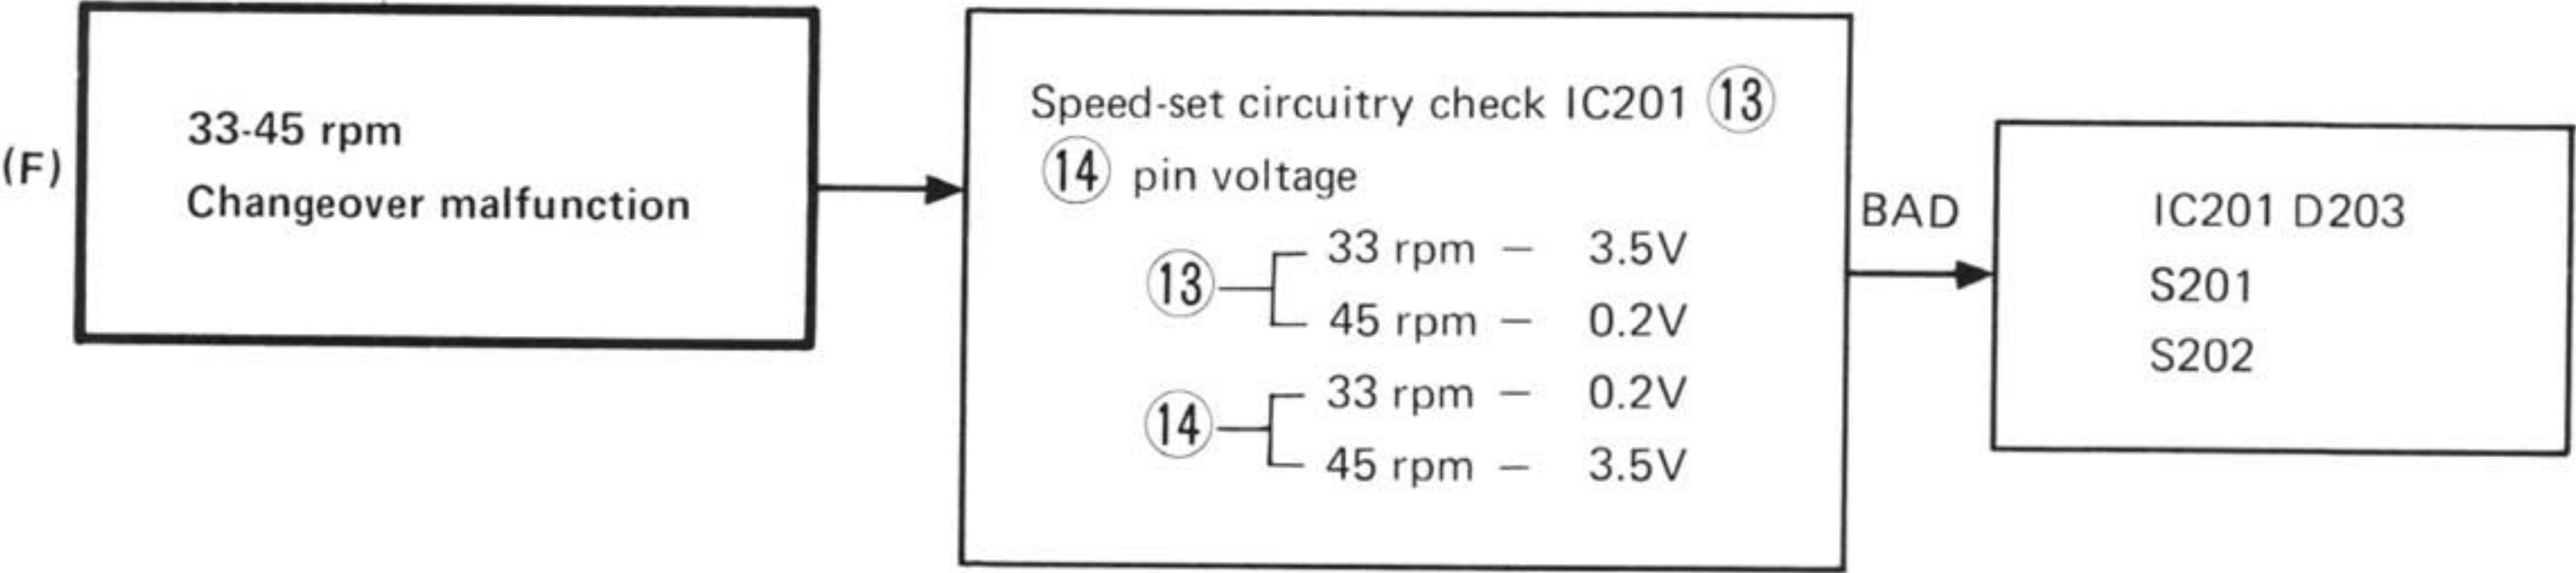 (F)
33-45 rpm
Changeover malfunction
Speed-set circuitry check IC201 ⑬
⑭ pin voltage
⑬ 33 rpm — 3.5V
45 rpm — 0.2V
⑭ 33 rpm — 0.2V
45 rpm — 3.5V
BAD
IC201 D203
S201
S202